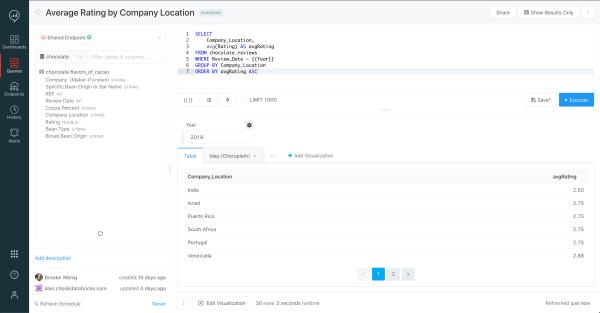 Average Rating by Company Location
chocolate
Share
Show Results Only
Dashboards
Queries
Endpoints
History
Alerts
Shared Endpoint
chocolate
Filter tables & columns...
chocolate.flavors_of_cacao
Company (Maker-if-known) STRING
Specific Bean Origin or Bar Name STRING
REF INT
Review Date INT
Cocoa Percent STRING
Company Location STRING
Rating DOUBLE
Bean Type STRING
Broad Bean Origin STRING
1 SELECT
2 Company_Location,
3 avg(Rating) AS avgRating
4 FROM chocolate.reviews
5 WHERE Review_Date = {{Year}}
6 GROUP BY Company_Location
7 ORDER BY avgRating ASC
{{ }}
LIMIT 1000
Save*
Execute
Year
2019
Table
Map (Choropleth)
+ Add Visualization
Company_Location avgRating
India 2.50
Israel 2.75
Puerto Rico 2.75
South Africa 2.75
Portugal 2.75
Venezuela 2.88
< 1 2 >
Add description
Brooke Wenig created 19 days ago
alan.choi@databricks.com updated 4 days ago
Refresh Schedule Never
Edit Visualization 30 rows 3 seconds runtime
Refreshed just now